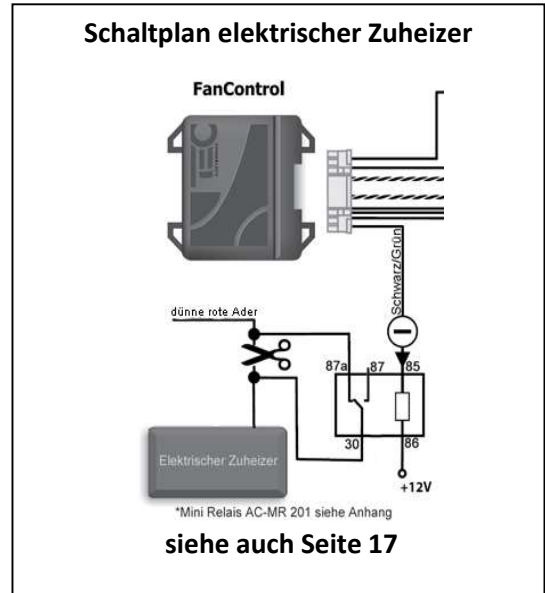 Schaltplan elektrischer Zuheizer
FanControl
Schwarz/Grün
dünne rote Ader
87a
87
85
30
86
+12V
Elektrischer Zuheizer
*Mini Relais AC-MR 201 siehe Anhang
siehe auch Seite 17